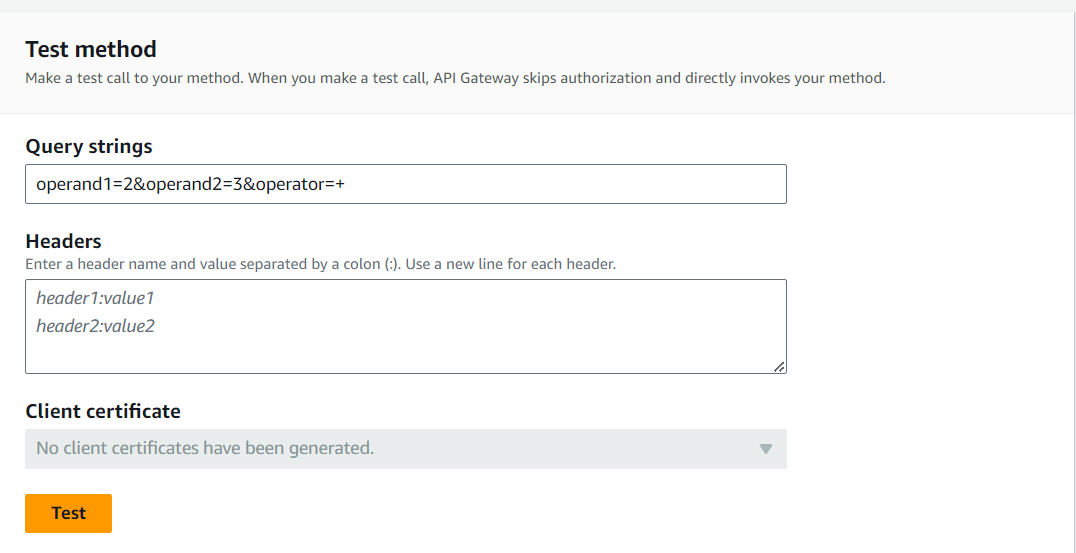 Test method
Make a test call to your method. When you make a test call, API Gateway skips authorization and directly invokes your method.
Query strings
operand1=2&operand2=3&operator=+
Headers
Enter a header name and value separated by a colon (:). Use a new line for each header.
header1:value1
header2:value2
Client certificate
No client certificates have been generated.
Test